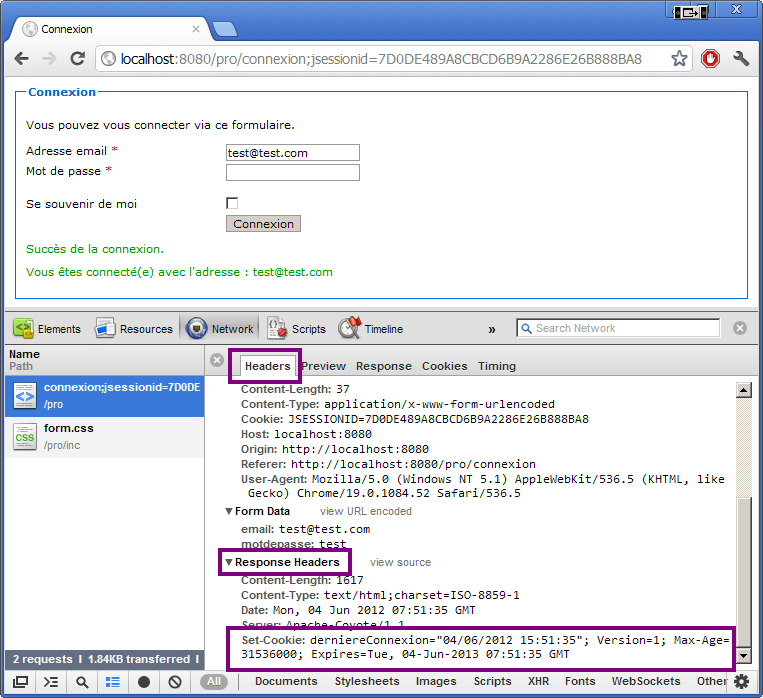 Connexion
localhost:8080/pro/connexion;jsessionid=7D0DE489A8CBCD6B9A2286E26B888BA8
Connexion
Vous pouvez vous connecter via ce formulaire.
Adresse email * test@test.com
Mot de passe *
Se souvenir de moi
Connexion
Succès de la connexion.
Vous êtes connecté(e) avec l'adresse : test@test.com
Elements Resources Network Scripts Timeline » Search Network
Name
Path
Headers Preview Response Cookies Timing
connexion;jsessionid=7D0DE
/pro
form.css
/pro/inc
Content-Length: 37
Content-Type: application/x-www-form-urlencoded
Cookie: JSESSIONID=7D0DE489A8CBCD6B9A2286E26B888BA8
Host: localhost:8080
Origin: http://localhost:8080
Referer: http://localhost:8080/pro/connexion
User-Agent: Mozilla/5.0 (Windows NT 5.1) AppleWebKit/536.5 (KHTML, like
Gecko) Chrome/19.0.1084.52 Safari/536.5
Form Data view URL encoded
email: test@test.com
motdepasse: test
Response Headers view source
Content-Length: 1617
Content-Type: text/html;charset=ISO-8859-1
Date: Mon, 04 Jun 2012 07:51:35 GMT
Server: Apache-Coyote/1.1
Set-Cookie: derniereConnexion="04/06/2012 15:51:35"; Version=1; Max-Age=
31536000; Expires=Tue, 04-Jun-2013 07:51:35 GMT
2 requests | 1.84KB transferred |
All Documents Stylesheets Images Scripts XHR Fonts WebSockets Other